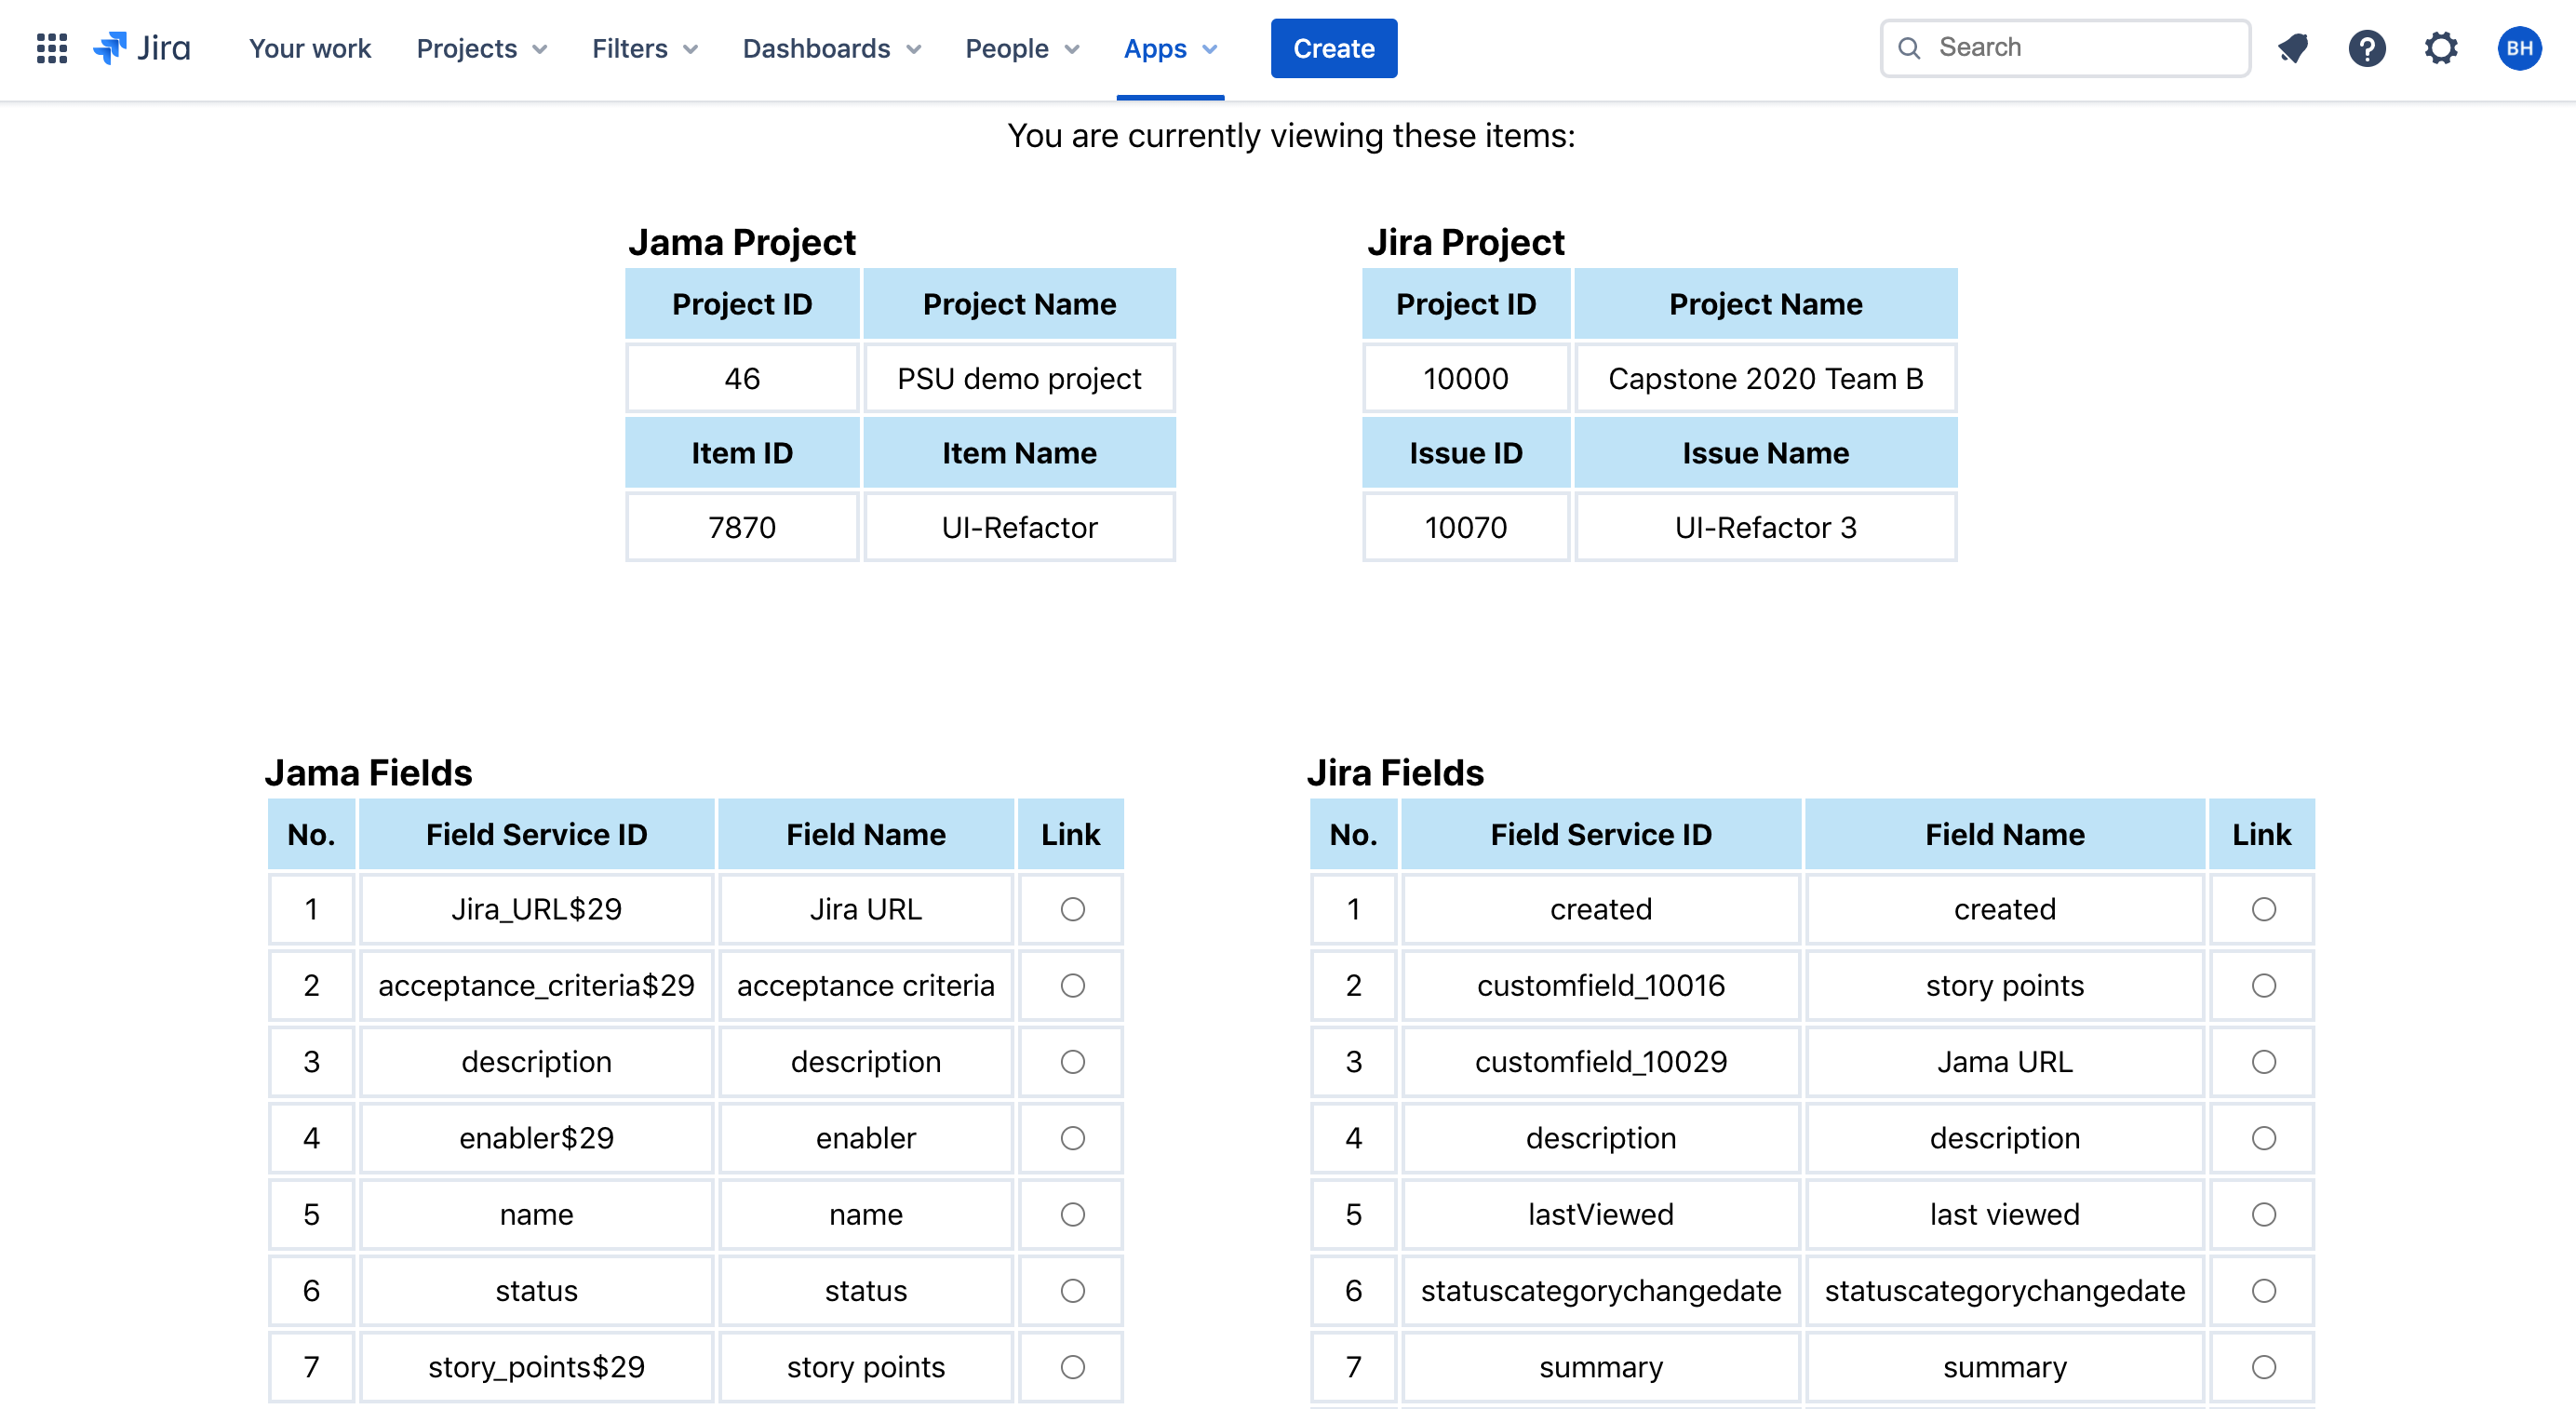 Jira Your work Projects Filters Dashboards People Apps Create Search BH
You are currently viewing these items:
Jama Project
Project ID Project Name
46 PSU demo project
Item ID Item Name
7870 UI-Refactor
Jira Project
Project ID Project Name
10000 Capstone 2020 Team B
Issue ID Issue Name
10070 UI-Refactor 3
Jama Fields
No. Field Service ID Field Name Link
1 Jira_URL$29 Jira URL
2 acceptance_criteria$29 acceptance criteria
3 description description
4 enabler$29 enabler
5 name name
6 status status
7 story_points$29 story points
Jira Fields
No. Field Service ID Field Name Link
1 created created
2 customfield_10016 story points
3 customfield_10029 Jama URL
4 description description
5 lastViewed last viewed
6 statuscategorychangedate statuscategorychangedate
7 summary summary